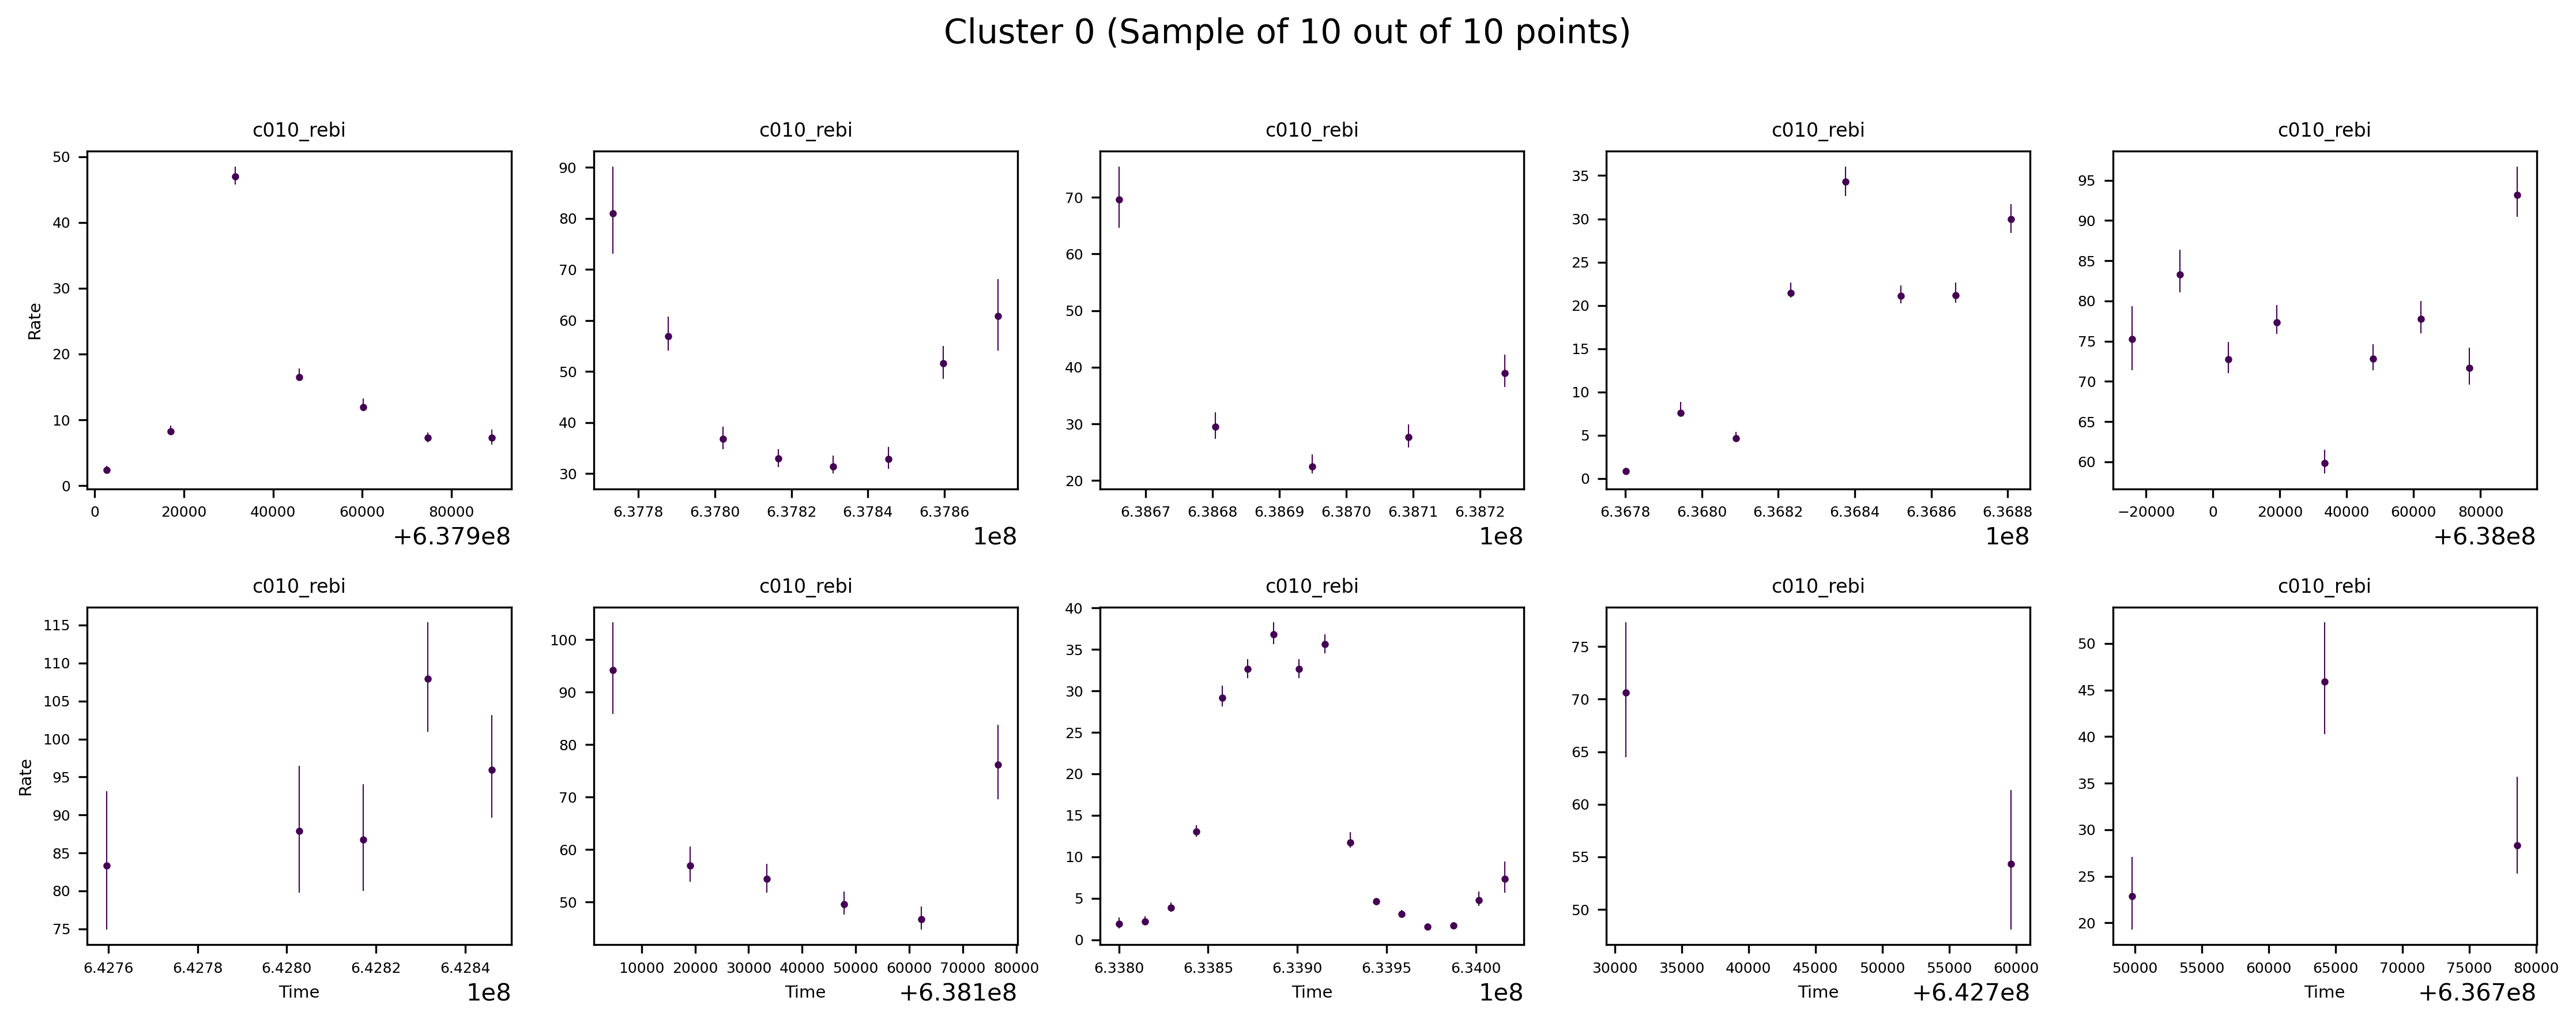 Cluster 0 (Sample of 10 out of 10 points)
c010_rebi c010_rebi c010_rebi c010_rebi c010_rebi
Rate
50
40
30
20
10
0
0 20000 40000 60000 80000
+6.379e8
90
80
70
60
50
40
30
6.3778 6.3780 6.3782 6.3784 6.3786
1e8
70
60
50
40
30
20
6.3867 6.3868 6.3869 6.3870 6.3871 6.3872
1e8
35
30
25
20
15
10
5
0
6.3678 6.3680 6.3682 6.3684 6.3686 6.3688
1e8
95
90
85
80
75
70
65
60
−20000 0 20000 40000 60000 80000
+6.38e8
c010_rebi c010_rebi c010_rebi c010_rebi c010_rebi
Rate
115
110
105
100
95
90
85
80
75
6.4276 6.4278 6.4280 6.4282 6.4284
Time
1e8
100
90
80
70
60
50
10000 20000 30000 40000 50000 60000 70000 80000
Time
+6.381e8
40
35
30
25
20
15
10
5
0
6.3380 6.3385 6.3390 6.3395 6.3400
Time
1e8
75
70
65
60
55
50
30000 35000 40000 45000 50000 55000 60000
Time
+6.427e8
50
45
40
35
30
25
20
50000 55000 60000 65000 70000 75000 80000
Time
+6.367e8